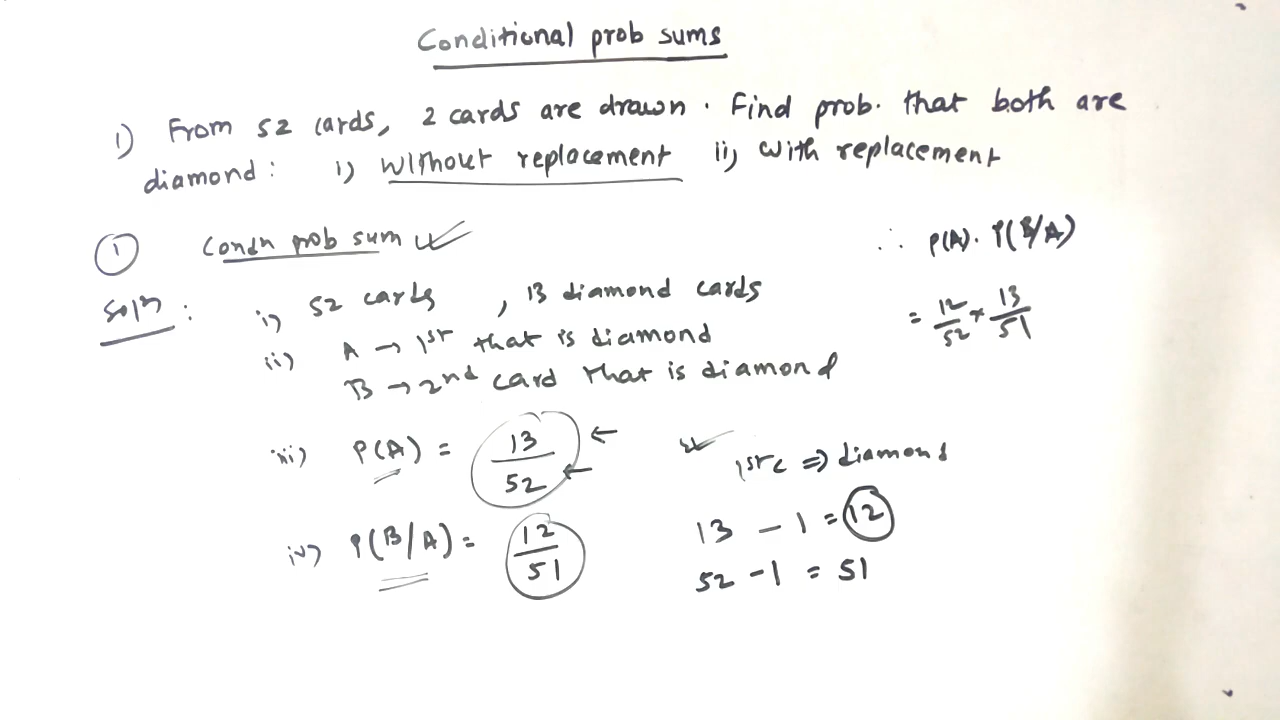 Conditional prob sums
1) From 52 cards, 2 cards are drawn. Find prob. that both are
diamond: i) Without replacement ii) with replacement
① Condn prob sum ✓
Soln: i) 52 cards, 13 diamond cards
ii) A → 1st that is diamond
B → 2nd card that is diamond
iii) P(A) = 13/52 ←
iv) P(B/A) = 12/51
∴ P(A). P(B/A)
= 12/52 × 13/51
✓ 1st c ⇒ diamond
13 - 1 = 12
52 - 1 = 51